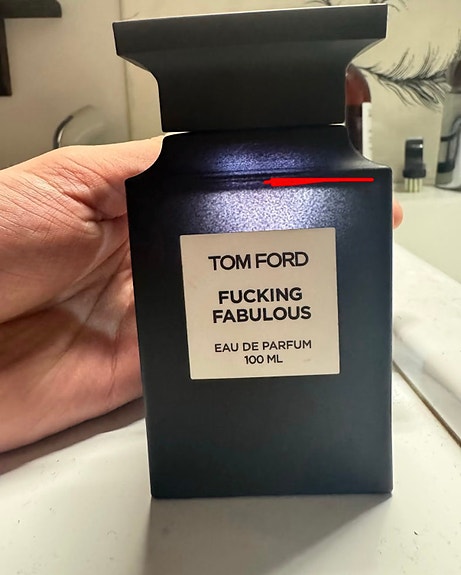 TOM FORD
FUCKING
FABULOUS
EAU DE PARFUM
100 ML